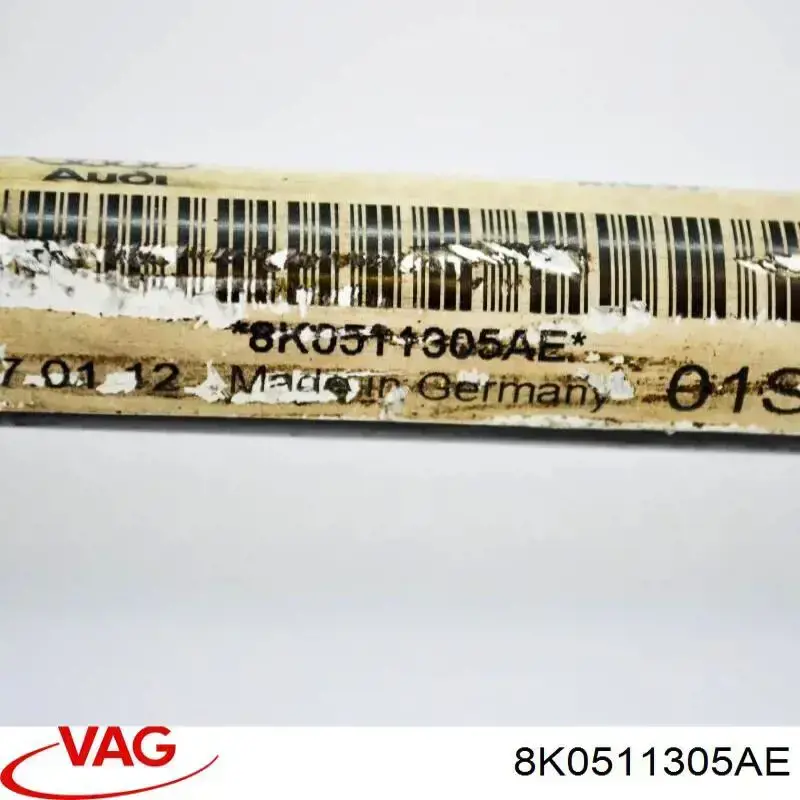 Audi
*8K0511305AE*
7 01 12 Made in Germany 01S
VAG 8K0511305AE